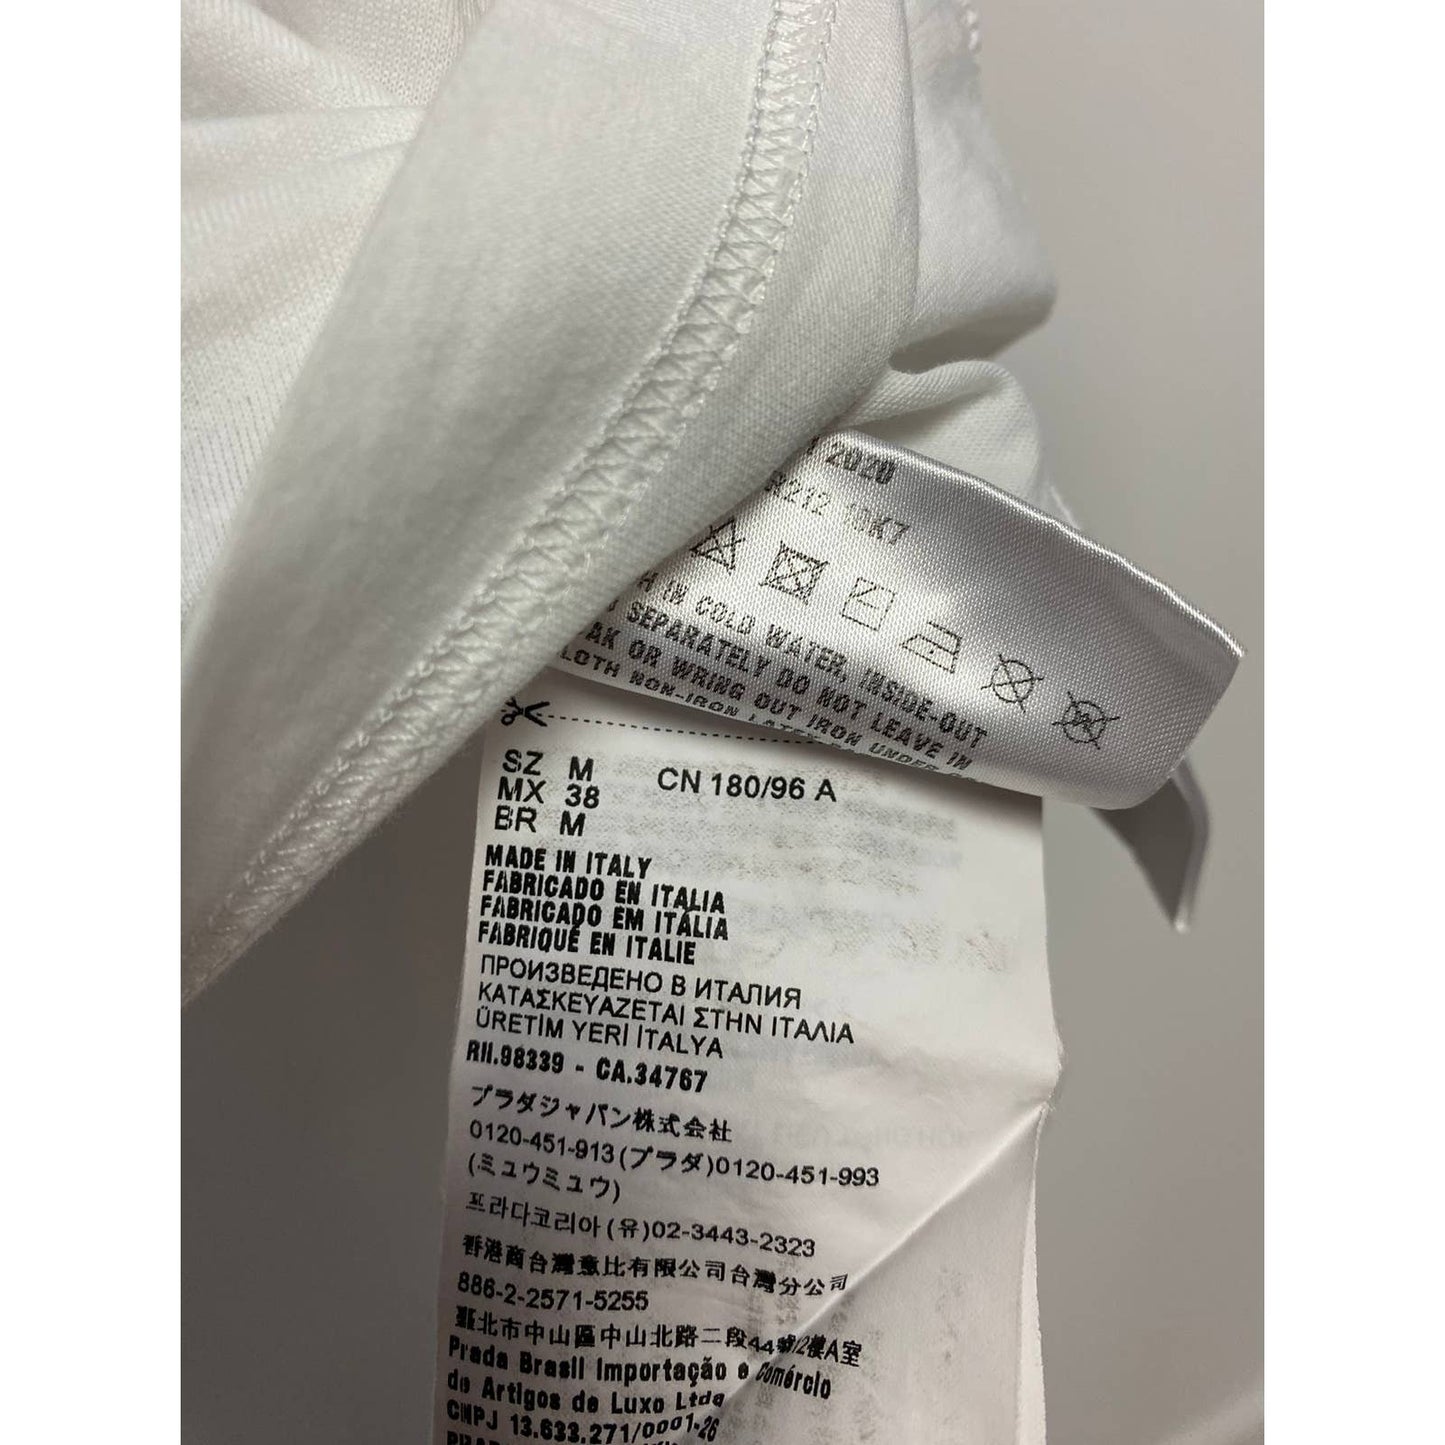 2020
R212 10K7
IN COLD WATER, INSIDE-OUT
SEPARATELY DO NOT LEAVE IN
OR WRING OUT IRON UNDER
NON-IRON
SZ M CN 180/96 A
MX 38
BR M
MADE IN ITALY
FABRICADO EN ITALIA
FABRICADO EM ITÁLIA
FABRIQUÉ EN ITALIE
ПРОИЗВЕДЕНО В ИТАЛИЯ
ΚΑΤΑΣΚΕΥΑΖΕΤΑΙ ΣΤΗΝ ΙΤΑΛΙΑ
ÜRETİM YERİ İTALYA
RII.98339 - CA.34767
プラダジャパン株式会社
0120-451-913(プラダ)0120-451-993
(ミュウミュウ)
프라다코리아(유)02-3443-2323
香港商台灣意比有限公司台灣分公司
886-2-2571-5255
臺北市中山區中山北路二段44號12樓A室
Prada Brasil Importação e Comércio
de Artigos de Luxo Ltda
CNPJ 13.633.271/0001-26